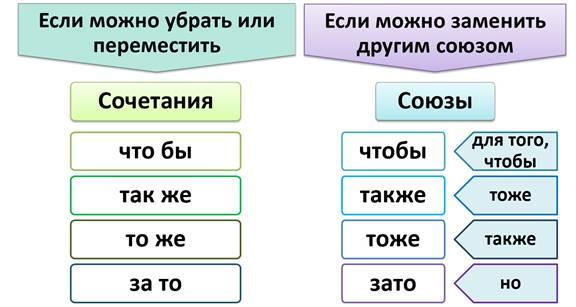 Если можно убрать или
переместить
Если можно заменить
другим союзом
Сочетания
Союзы
что бы
чтобы
для того,
чтобы
так же
также
тоже
то же
тоже
также
за то
зато
но